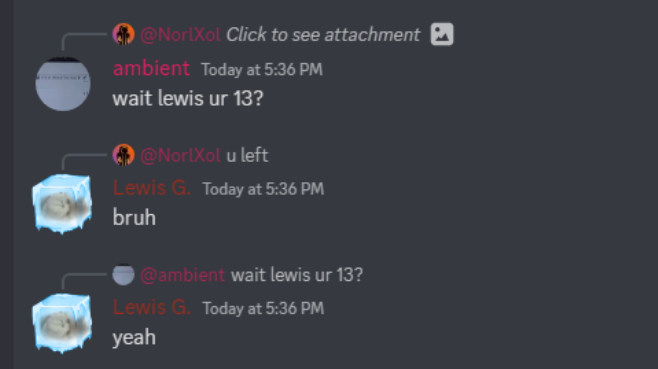 @NorIXol Click to see attachment
ambient Today at 5:36 PM
wait lewis ur 13?
@NorIXol u left
Lewis G. Today at 5:36 PM
bruh
@ambient wait lewis ur 13?
Lewis G. Today at 5:36 PM
yeah